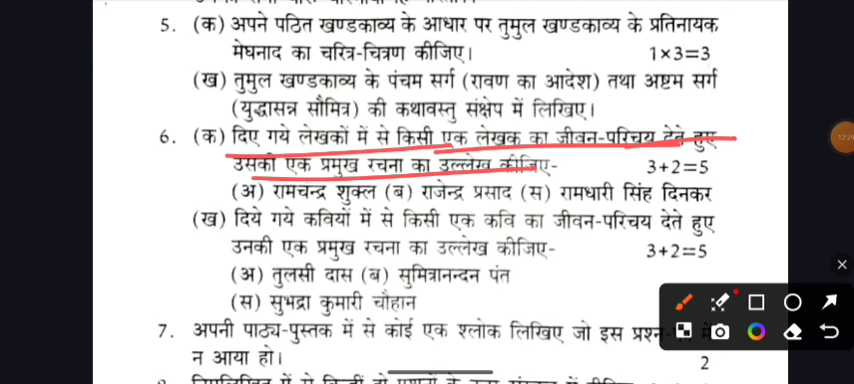 5. (क) अपने पठित खण्डकाव्य के आधार पर तुमुल खण्डकाव्य के प्रतिनायक
मेघनाद का चरित्र-चित्रण कीजिए। 1×3=3
(ख) तुमुल खण्डकाव्य के पंचम सर्ग (रावण का आदेश) तथा अष्टम सर्ग
(युद्धासन्न सौमित्र) की कथावस्तु संक्षेप में लिखिए।
6. (क) दिए गये लेखकों में से किसी एक लेखक का जीवन-परिचय देते हुए
उसकी एक प्रमुख रचना का उल्लेख कीजिए- 3+2=5
(अ) रामचन्द्र शुक्ल (ब) राजेन्द्र प्रसाद (स) रामधारी सिंह दिनकर
(ख) दिये गये कवियों में से किसी एक कवि का जीवन-परिचय देते हुए
उनकी एक प्रमुख रचना का उल्लेख कीजिए- 3+2=5
(अ) तुलसी दास (ब) सुमित्रानन्दन पंत
(स) सुभद्रा कुमारी चौहान
7. अपनी पाठ्य-पुस्तक में से कोई एक श्लोक लिखिए जो इस
न आया हो। 2